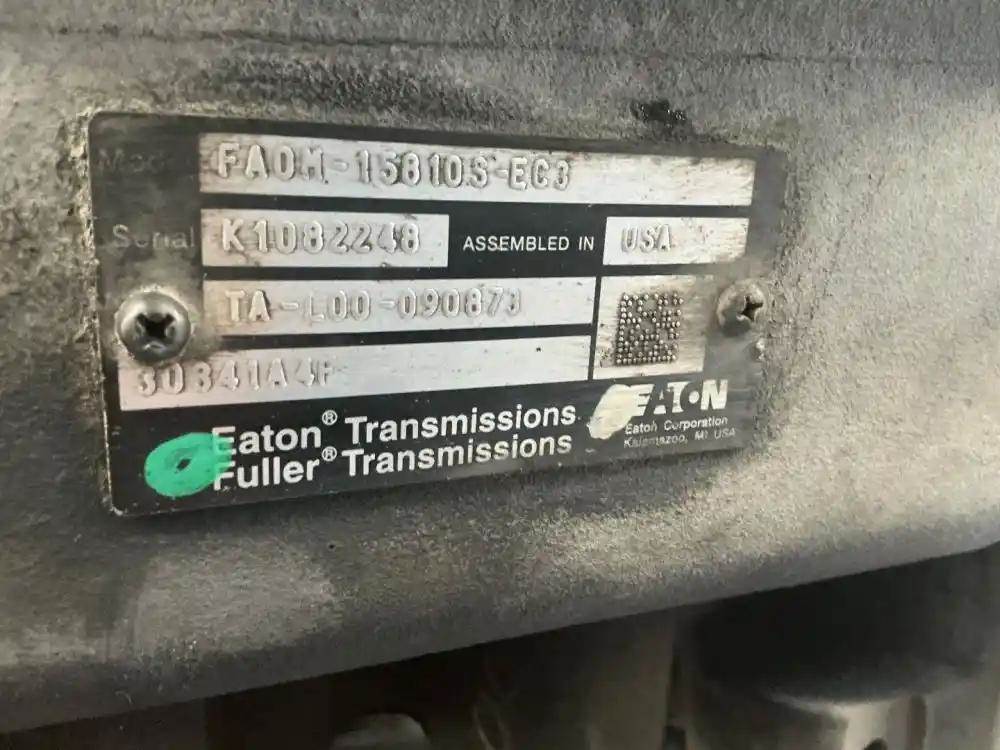 Model FAOM-15810S-EC3
Serial K1082248 ASSEMBLED IN USA
TA-L00-090873
30841A4F
Eaton® Transmissions
Fuller® Transmissions
EATON
Eaton Corporation
Kalamazoo, MI USA